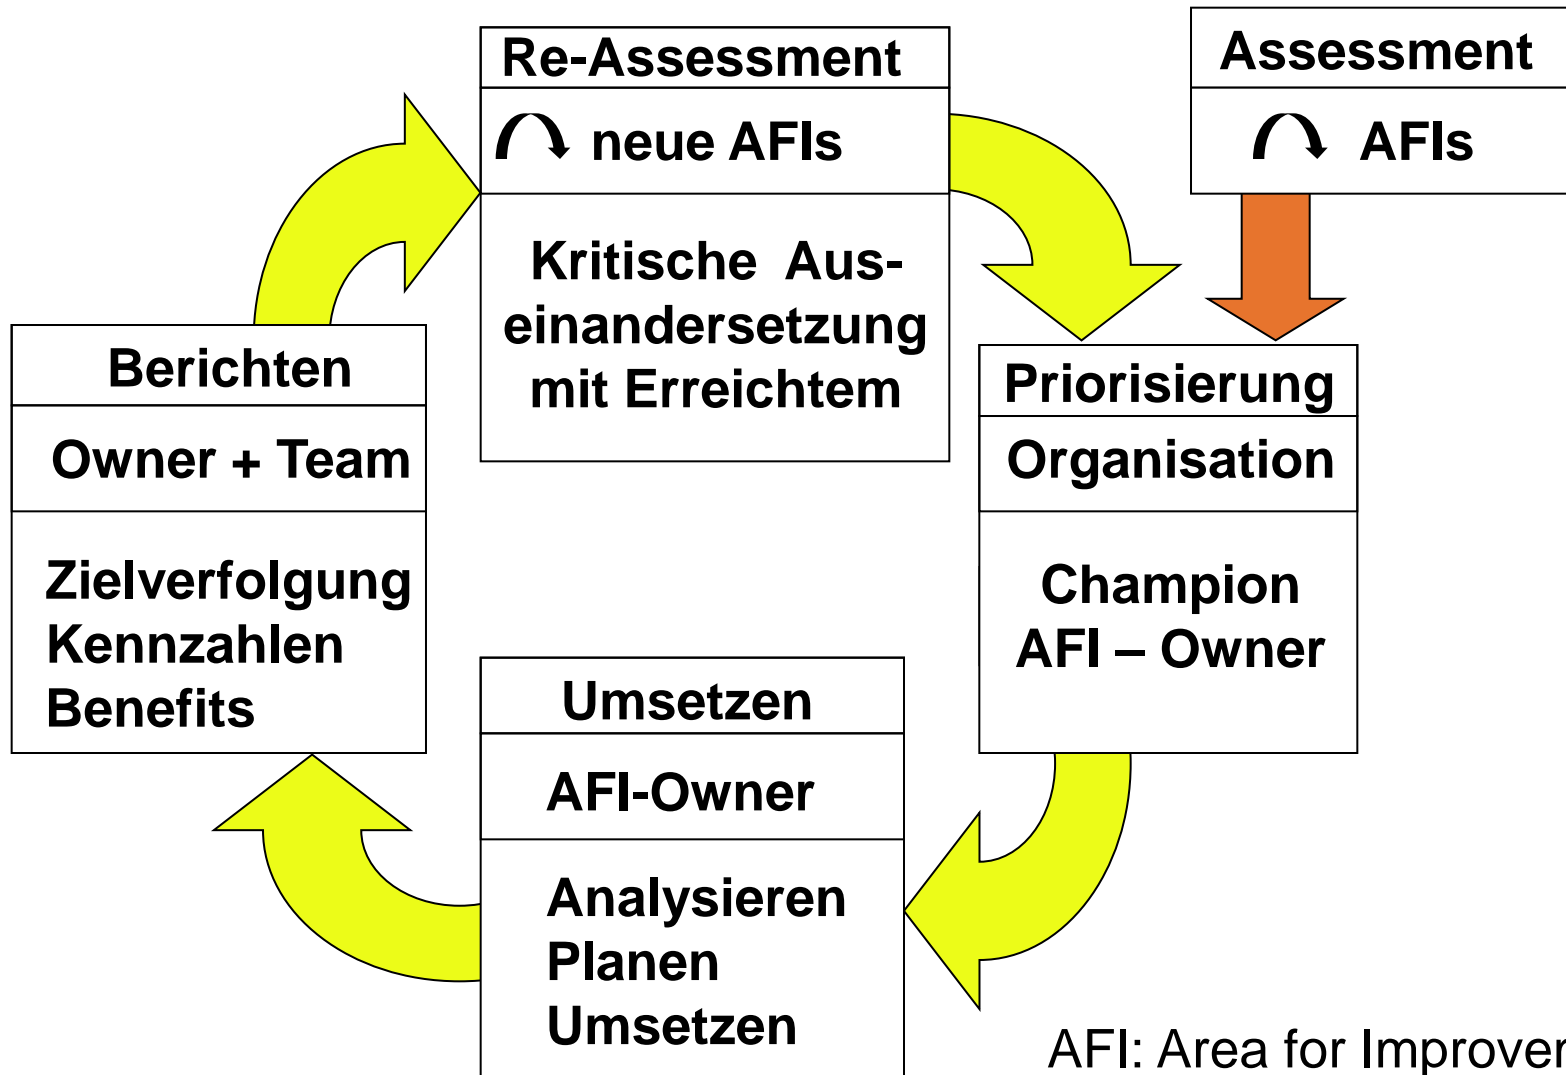 Re-Assessment
neue AFIs
Kritische Aus-
einandersetzung
mit Erreichtem
Assessment
AFIs
Priorisierung
Organisation
Champion
AFI – Owner
Umsetzen
AFI-Owner
Analysieren
Planen
Umsetzen
Berichten
Owner + Team
Zielverfolgung
Kennzahlen
Benefits
AFI: Area for